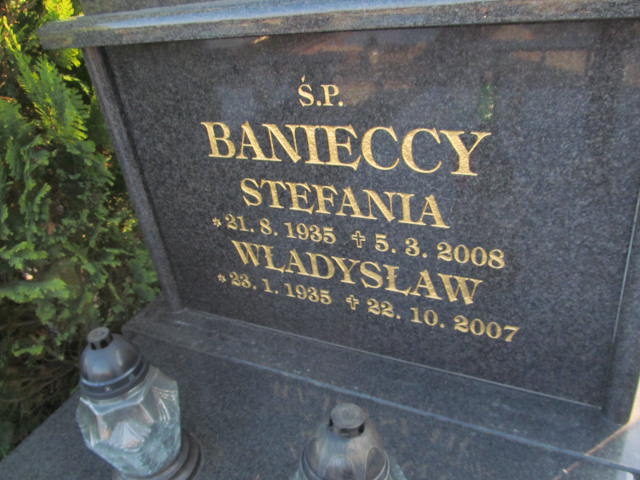 Ś.P.
BANIECCY
STEFANIA
* 21. 8. 1935 ✝ 5. 3. 2008
WŁADYSŁAW
* 23. 1. 1935 ✝ 22. 10. 2007